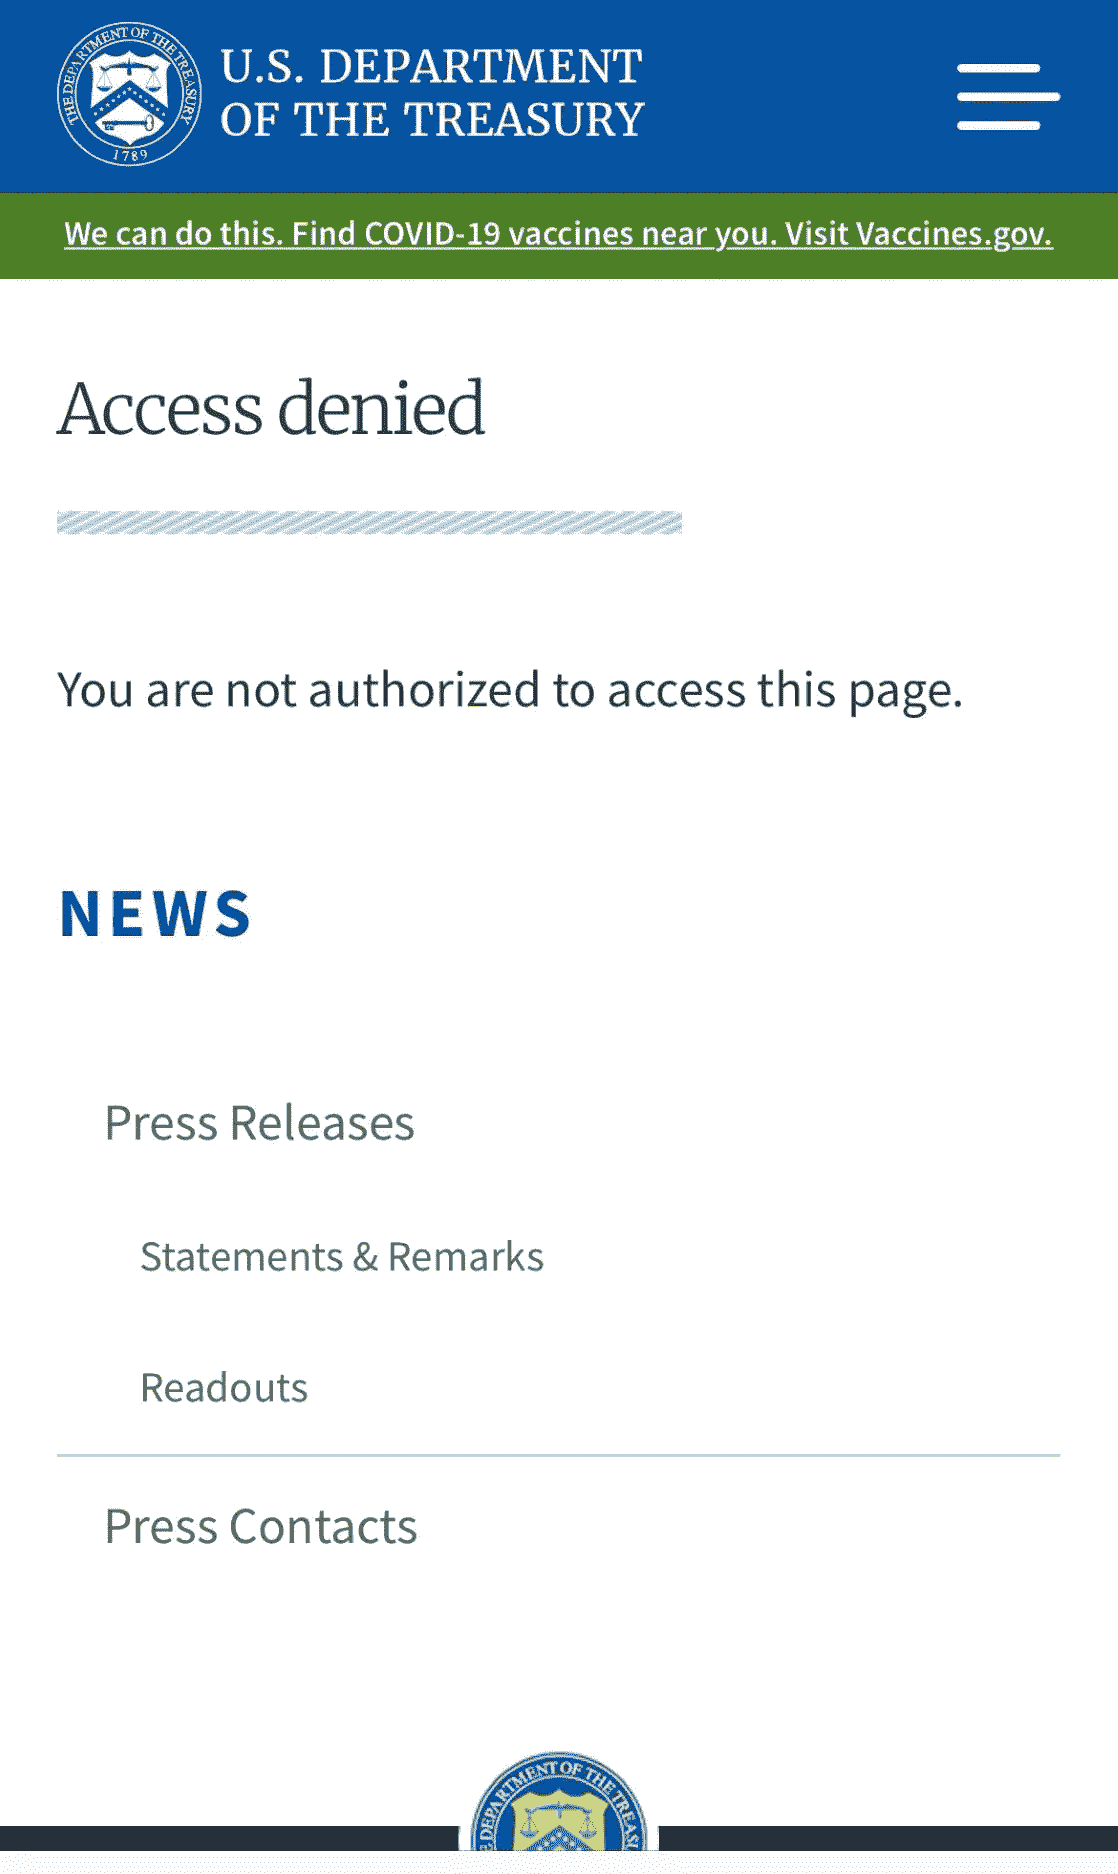 THE DEPARTMENT OF THE TREASURY
1789
U.S. DEPARTMENT
OF THE TREASURY
We can do this. Find COVID-19 vaccines near you. Visit Vaccines.gov.
Access denied
You are not authorized to access this page.
NEWS
Press Releases
Statements & Remarks
Readouts
Press Contacts
DEPARTMENT OF THE TREASU